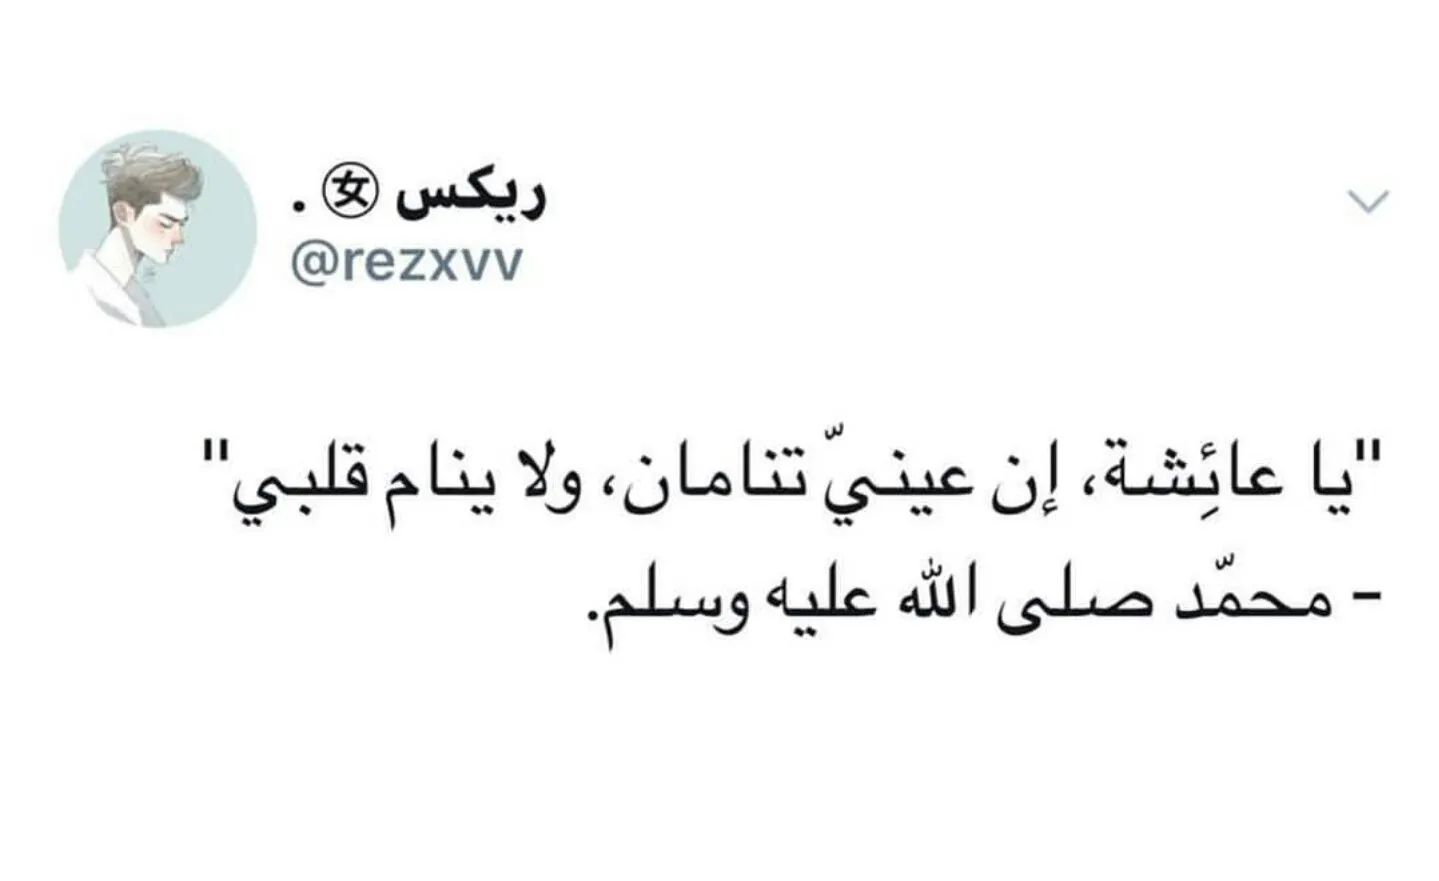 ريكس ㊛ .
@rezxvv
"يا عائِشة، إن عينيّ تنامان، ولا ينام قلبي"
- محمّد صلى الله عليه وسلم.